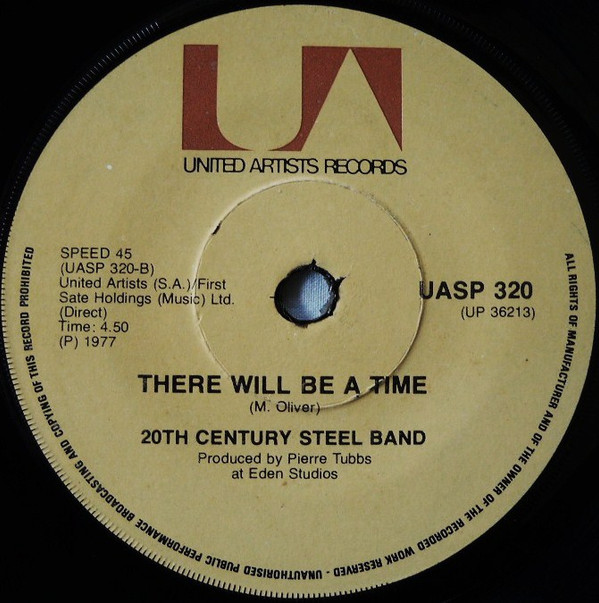 UA
UNITED ARTISTS RECORDS
SPEED 45
(UASP 320-B)
United Artists (S.A.)/First
Sate Holdings (Music) Ltd.
(Direct)
Time: 4.50
(P) 1977
UASP 320
(UP 36213)
THERE WILL BE A TIME
(M. Oliver)
20TH CENTURY STEEL BAND
Produced by Pierre Tubbs
at Eden Studios
ALL RIGHTS OF MANUFACTURER AND OF THE OWNER OF THE RECORDED WORK RESERVED - UNAUTHORISED PUBLIC PERFORMANCE BROADCASTING AND COPYING OF THIS RECORD PROHIBITED